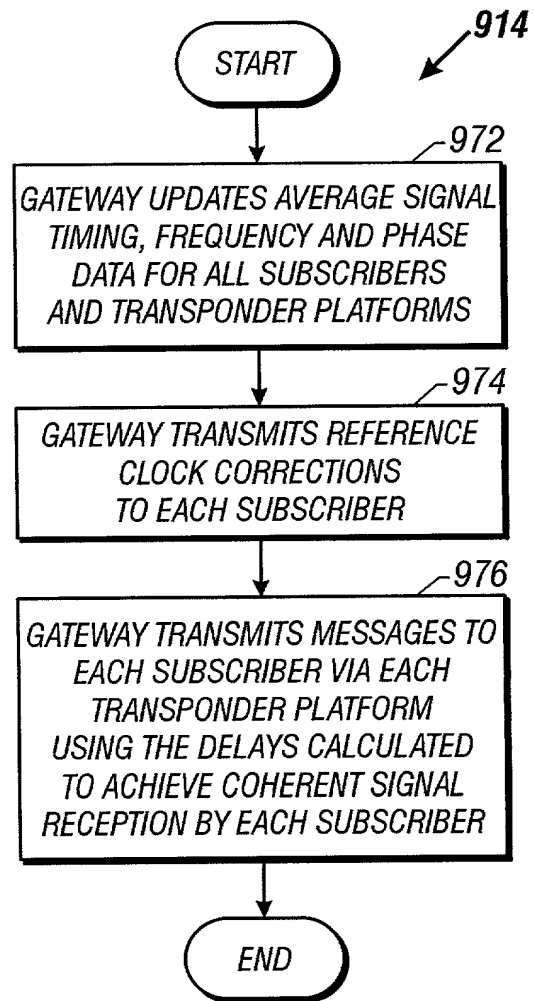 914
START
972
GATEWAY UPDATES AVERAGE SIGNAL
TIMING, FREQUENCY AND PHASE
DATA FOR ALL SUBSCRIBERS
AND TRANSPONDER PLATFORMS
974
GATEWAY TRANSMITS REFERENCE
CLOCK CORRECTIONS
TO EACH SUBSCRIBER
976
GATEWAY TRANSMITS MESSAGES TO
EACH SUBSCRIBER VIA EACH
TRANSPONDER PLATFORM
USING THE DELAYS CALCULATED
TO ACHIEVE COHERENT SIGNAL
RECEPTION BY EACH SUBSCRIBER
END